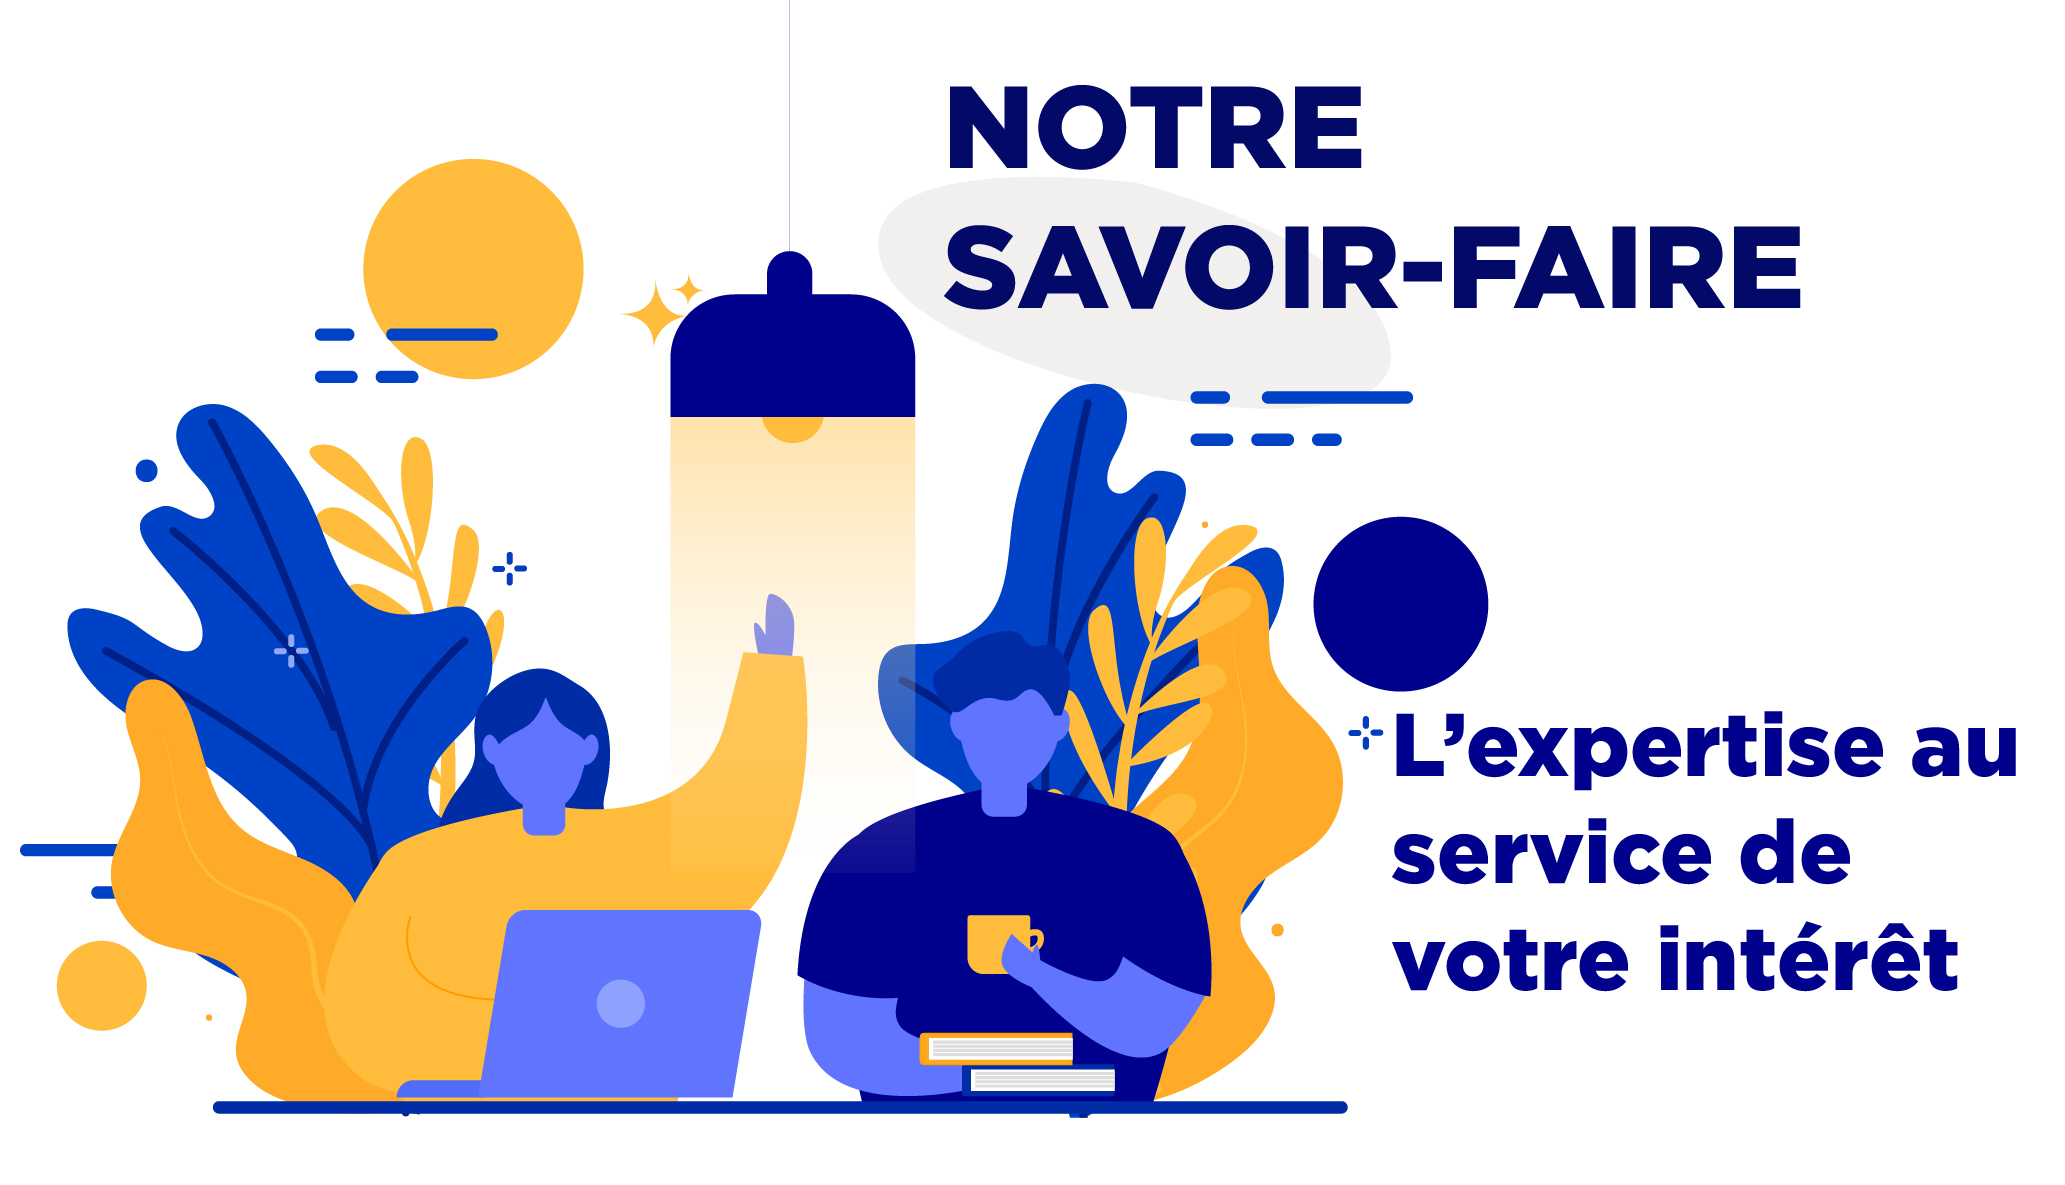 NOTRE
SAVOIR-FAIRE
L’expertise au
service de
votre intérêt